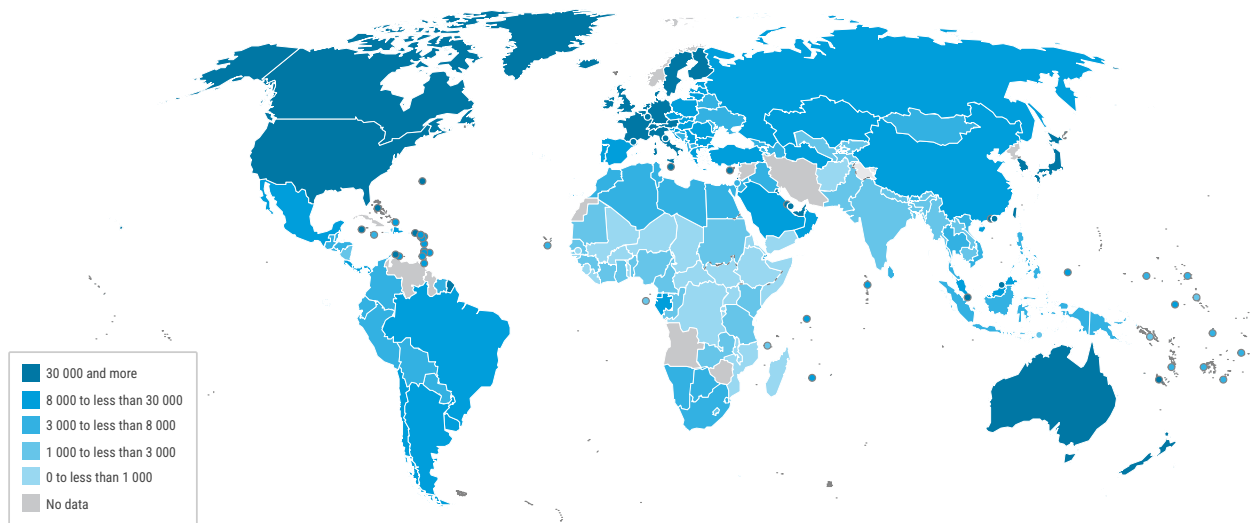 30 000 and more
8 000 to less than 30 000
3 000 to less than 8 000
1 000 to less than 3 000
0 to less than 1 000
No data